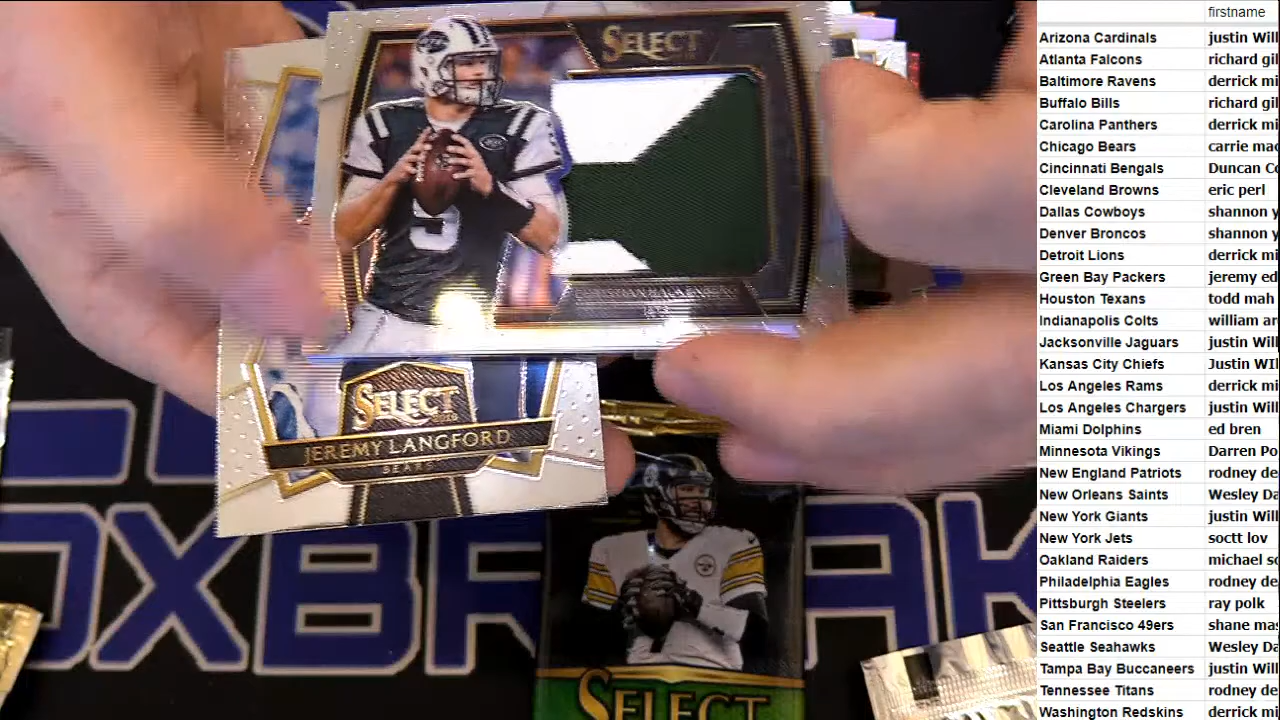 SELECT
JETS
5
SELECT
JEREMY LANGFORD
BEARS
OXBREAK
SELECT
firstname
Arizona Cardinals justin Will
Atlanta Falcons richard gil
Baltimore Ravens derrick mi
Buffalo Bills richard gil
Carolina Panthers derrick mi
Chicago Bears carrie mac
Cincinnati Bengals Duncan Co
Cleveland Browns eric perl
Dallas Cowboys shannon y
Denver Broncos shannon y
Detroit Lions derrick mi
Green Bay Packers jeremy ed
Houston Texans todd mah
Indianapolis Colts william ar
Jacksonville Jaguars justin Will
Kansas City Chiefs Justin WIl
Los Angeles Rams derrick mi
Los Angeles Chargers justin Will
Miami Dolphins ed bren
Minnesota Vikings Darren Po
New England Patriots rodney de
New Orleans Saints Wesley Da
New York Giants justin Will
New York Jets soctt lov
Oakland Raiders michael sc
Philadelphia Eagles rodney de
Pittsburgh Steelers ray polk
San Francisco 49ers shane mas
Seattle Seahawks Wesley Da
Tampa Bay Buccaneers justin Will
Tennessee Titans rodney de
Washington Redskins derrick mi